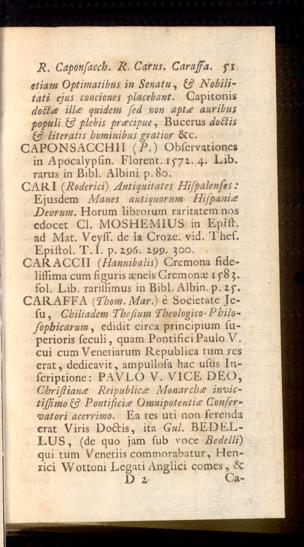 R. Caponſacch. R. Carus. Caraffa. 51
etiam Optimatibus in Senatu, & Nobili-
tati ejus conciones placebant. Capitonis
doctæ illæ quidem ſed non aptæ auribus
populi & plebis præcipue, Bucerus doctis
& literatis hominibus gratior &c.
CAPONSACCHII (P.) Obſervationes
in Apocalypſin. Florent. 1572. 4. Lib.
rarus in Bibl. Albini p. 80.
CARI (Roderici) Antiquitates Hiſpalenſes:
Ejusdem Manes antiquorum Hiſpaniæ
Deorum. Horum librorum raritatem nos
edocet Cl. MOSHEMIUS in Epiſt.
ad Mat. Veyſſ. de la Croze. vid. Theſ.
Epiſtol. T. I. p. 296. 299. 300.
CARACCII (Hannibalis) Cremona fide-
liſſima cum figuris æneis Cremonæ 1583.
fol. Lib. rariſſimus in Bibl. Albin. p. 25.
CARAFFA (Thom. Mar.) è Societate Je-
ſu, Chiliadem Theſium Theologico-Philo-
ſophicarum, edidit circa principium ſu-
perioris ſeculi, quam Pontifici Paulo V.
cui cum Venetiarum Republica tum res
erat, dedicavit, ampuloſa hac uſus In-
ſcriptione: PAVLO V. VICE DEO,
Chriſtianæ Reipublicæ Monarchæ invic-
tiſſimo & Pontificiæ Omnipotentiæ Conſer-
vatori acerrimo. Ea res uti non ferenda
erat Viris Doctis, ita Gul. BEDEL-
LUS, (de quo jam ſub voce Bedelli)
qui tum Venetiis commorabatur, Hen-
rici Wottoni Legati Anglici comes, &
D 2 Ca-